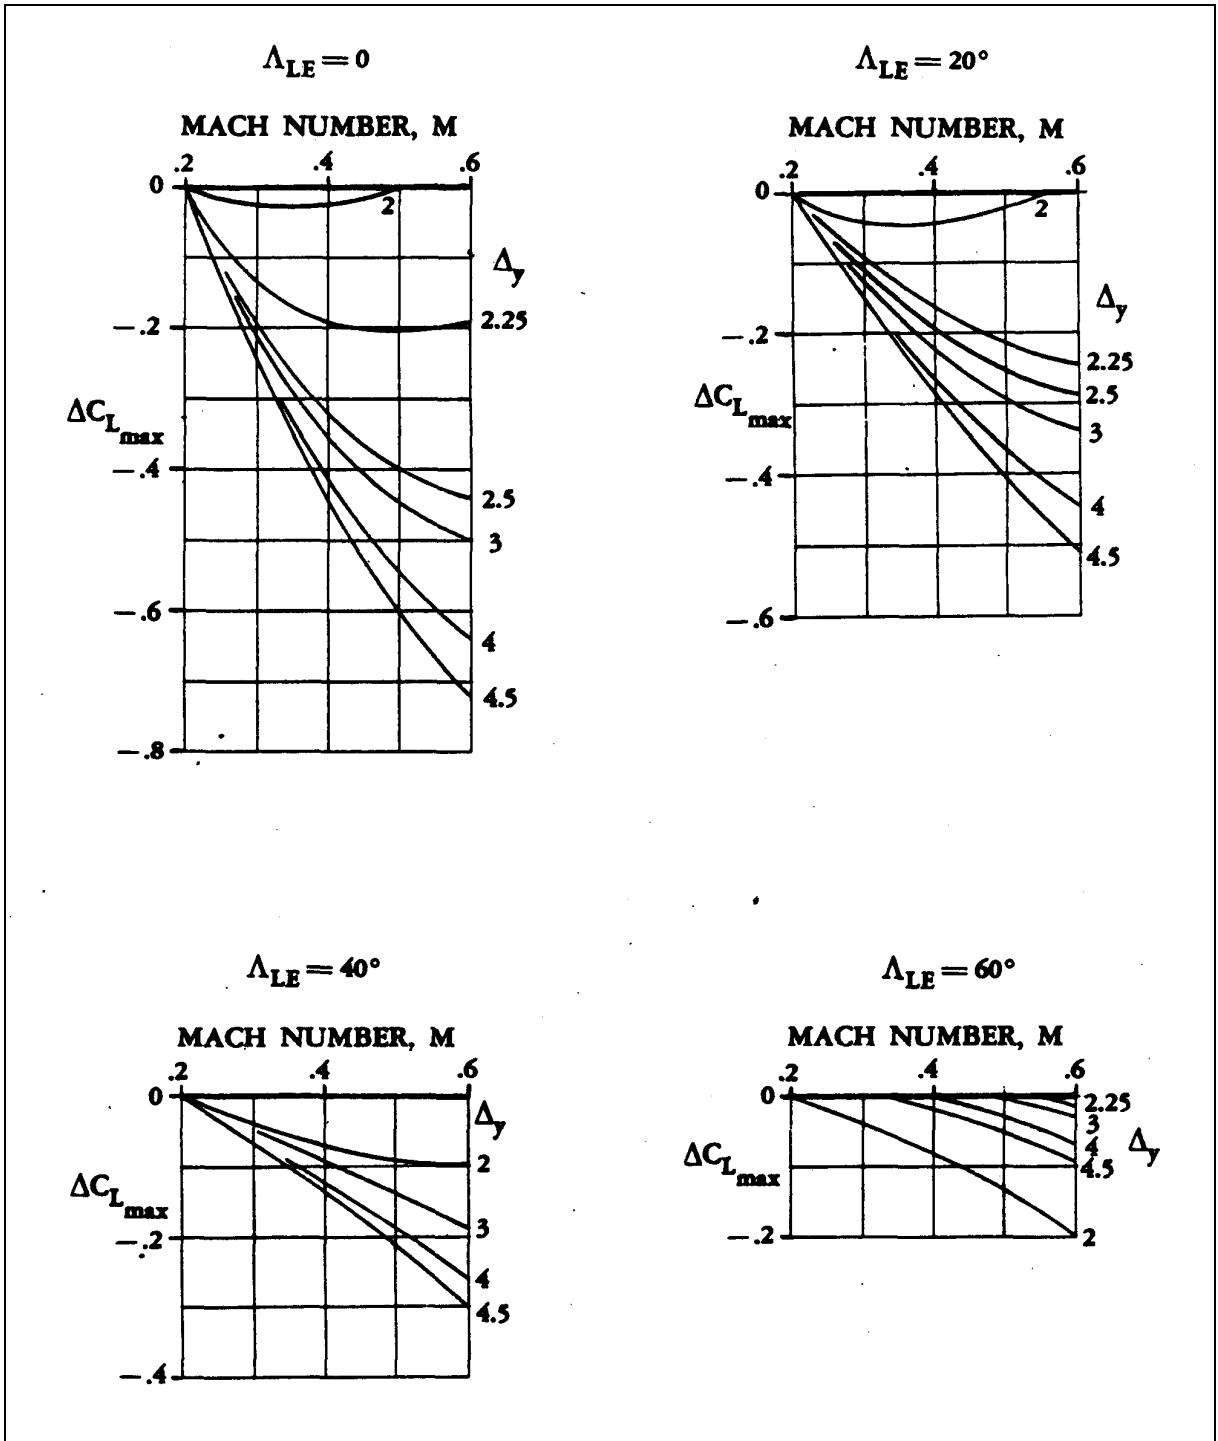 Λ_LE = 0
MACH NUMBER, M
.2 .4 .6
0
2
Δ_y
−.2
2.25
ΔC_L_max
−.4
2.5
3
−.6
4
4.5
−.8
Λ_LE = 20°
MACH NUMBER, M
.2 .4 .6
0
2
Δ_y
−.2
2.25
2.5
ΔC_L_max
3
−.4
4
4.5
−.6
Λ_LE = 40°
MACH NUMBER, M
.2 .4 .6
0
Δ_y
2
ΔC_L_max
3
−.2
4
4.5
−.4
Λ_LE = 60°
MACH NUMBER, M
.2 .4 .6
0
2.25
3
4
Δ_y
ΔC_L_max
4.5
−.2
2